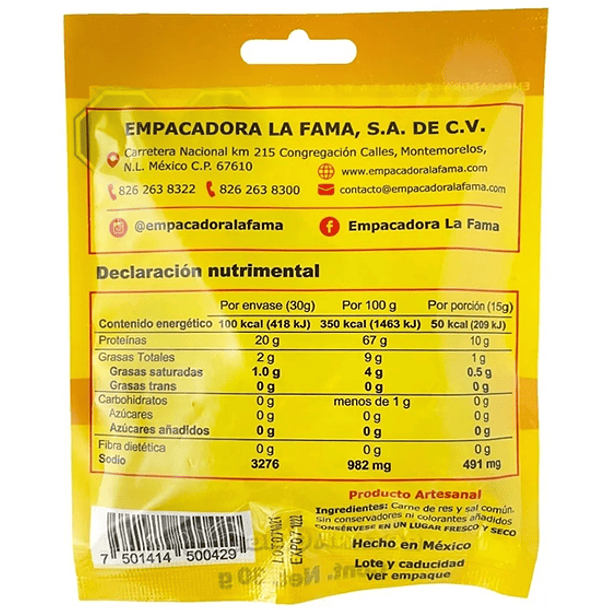 EMPACADORA LA FAMA, S.A. DE C.V.
Carretera Nacional km 215 Congregación Calles, Montemorelos,
N.L. México C.P. 67610
www.empacadoralafama.com
826 263 8322 826 263 8300 contacto@empacadoralafama.com
@empacadoralafama Empacadora La Fama
Declaración nutrimental
Por envase (30g) Por 100 g Por porción (15g)
Contenido energético 100 kcal (418 kJ) 350 kcal (1463 kJ) 50 kcal (209 kJ)
Proteínas 20 g 67 g 10 g
Grasas Totales 2 g 9 g 1 g
Grasas saturadas 1.0 g 4 g 0.5 g
Grasas trans 0 g 0 g 0 g
Carbohidratos 0 g menos de 1 g 0 g
Azúcares 0 g 0 g 0 g
Azúcares añadidos 0 g 0 g 0 g
Fibra dietética 0 g 0 g 0 g
Sodio 3276 982 mg 491 mg
Producto Artesanal
Ingredientes: Carne de res y sal común.
Sin conservadores ni colorantes añadidos
CONSÉRVESE EN UN LUGAR FRESCO Y SECO
Hecho en México
Lote y caducidad
ver empaque
7 501414 500429